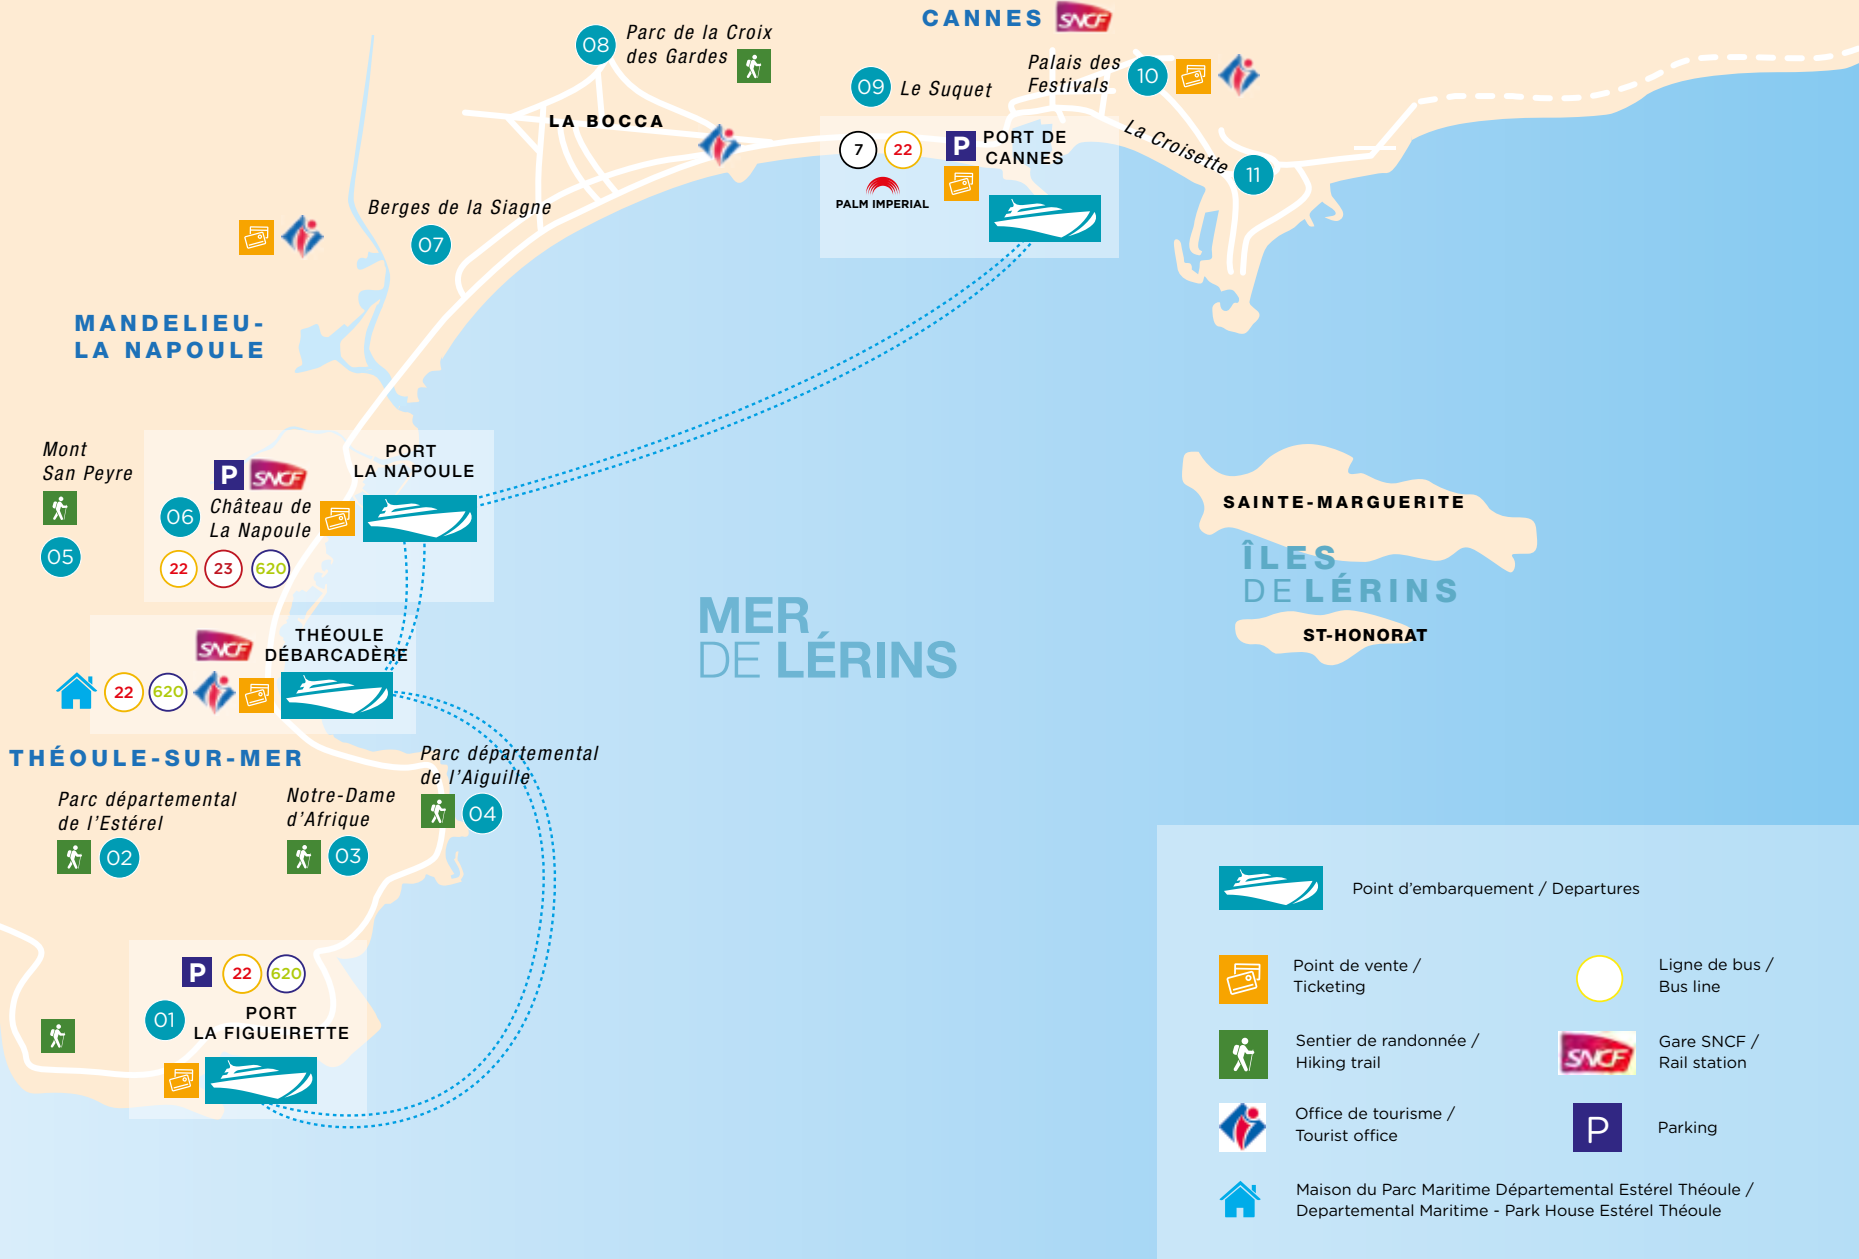 CANNES SNCF
08 Parc de la Croix
des Gardes
09 Le Suquet
Palais des
Festivals 10
LA BOCCA
La Croisette
11
7 22 P PORT DE
CANNES
PALM IMPERIAL
Berges de la Siagne
07
MANDELIEU-
LA NAPOULE
Mont
San Peyre
05
PORT
LA NAPOULE
P SNCF
06 Château de
La Napoule
22 23 620
SAINTE-MARGUERITE
ÎLES
DE LÉRINS
ST-HONORAT
MER
DE LÉRINS
SNCF THÉOULE
DÉBARCADÈRE
22 620
THÉOULE-SUR-MER
Parc départemental
de l'Estérel
02
Notre-Dame
d'Afrique
03
Parc départemental
de l'Aiguille
04
P 22 620
01 PORT
LA FIGUEIRETTE
Point d'embarquement / Departures
Point de vente /
Ticketing
Ligne de bus /
Bus line
Sentier de randonnée /
Hiking trail
SNCF Gare SNCF /
Rail station
Office de tourisme /
Tourist office
P Parking
Maison du Parc Maritime Départemental Estérel Théoule /
Departemental Maritime - Park House Estérel Théoule